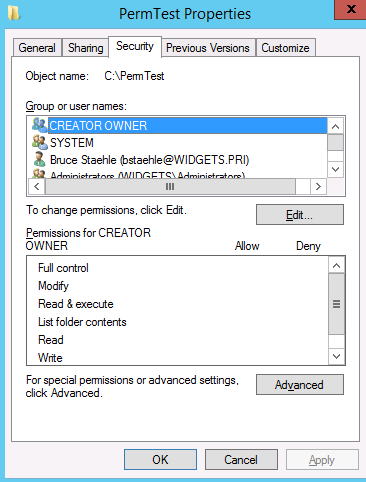 PermTest Properties
General Sharing Security Previous Versions Customize
Object name: C:\PermTest
Group or user names:
CREATOR OWNER
SYSTEM
Bruce Staehle (bstaehle@WIDGETS.PRI)
Administrators (WIDGETS\Administrators)
To change permissions, click Edit.
Edit...
Permissions for CREATOR
OWNER Allow Deny
Full control
Modify
Read & execute
List folder contents
Read
Write
For special permissions or advanced settings,
click Advanced.
Advanced
OK Cancel Apply